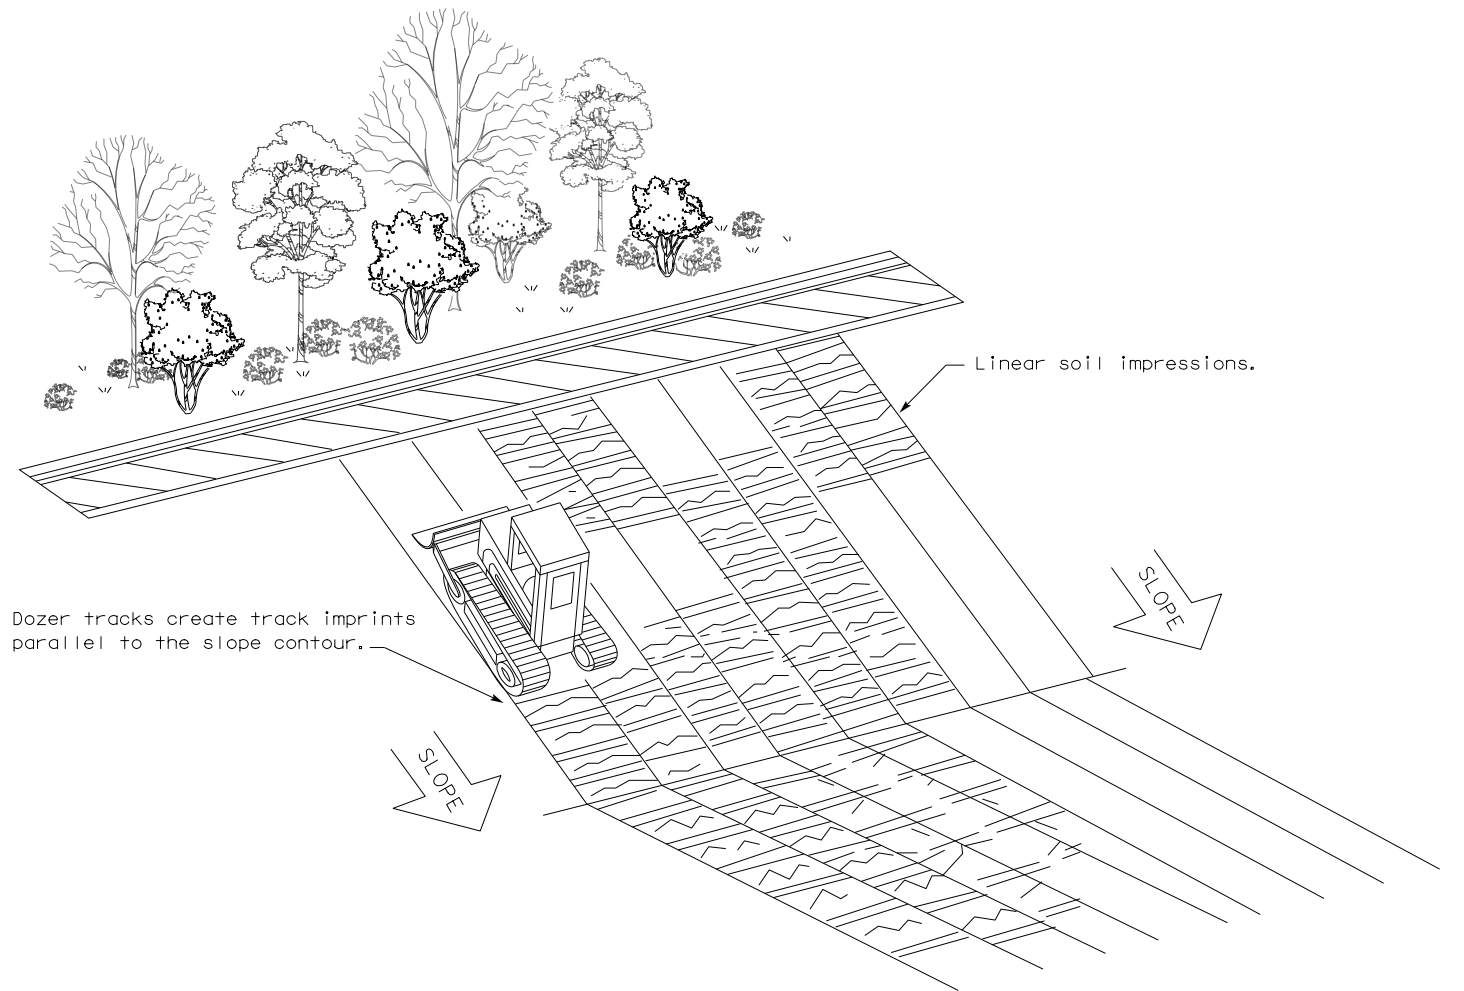 Linear soil impressions.
SLOPE
Dozer tracks create track imprints
parallel to the slope contour.
SLOPE